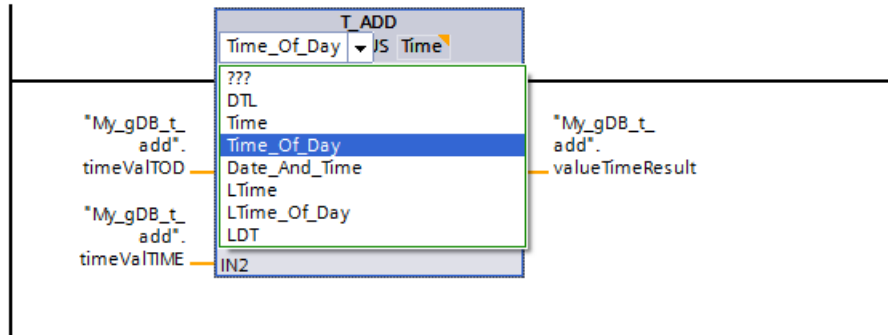 T_ADD
Time_Of_Day JS Time
???
DTL
Time
Time_Of_Day
Date_And_Time
LTime
LTime_Of_Day
LDT
IN2
"My_gDB_t_
add".
timeValTOD
"My_gDB_t_
add".
timeValTIME
"My_gDB_t_
add".
valueTimeResult